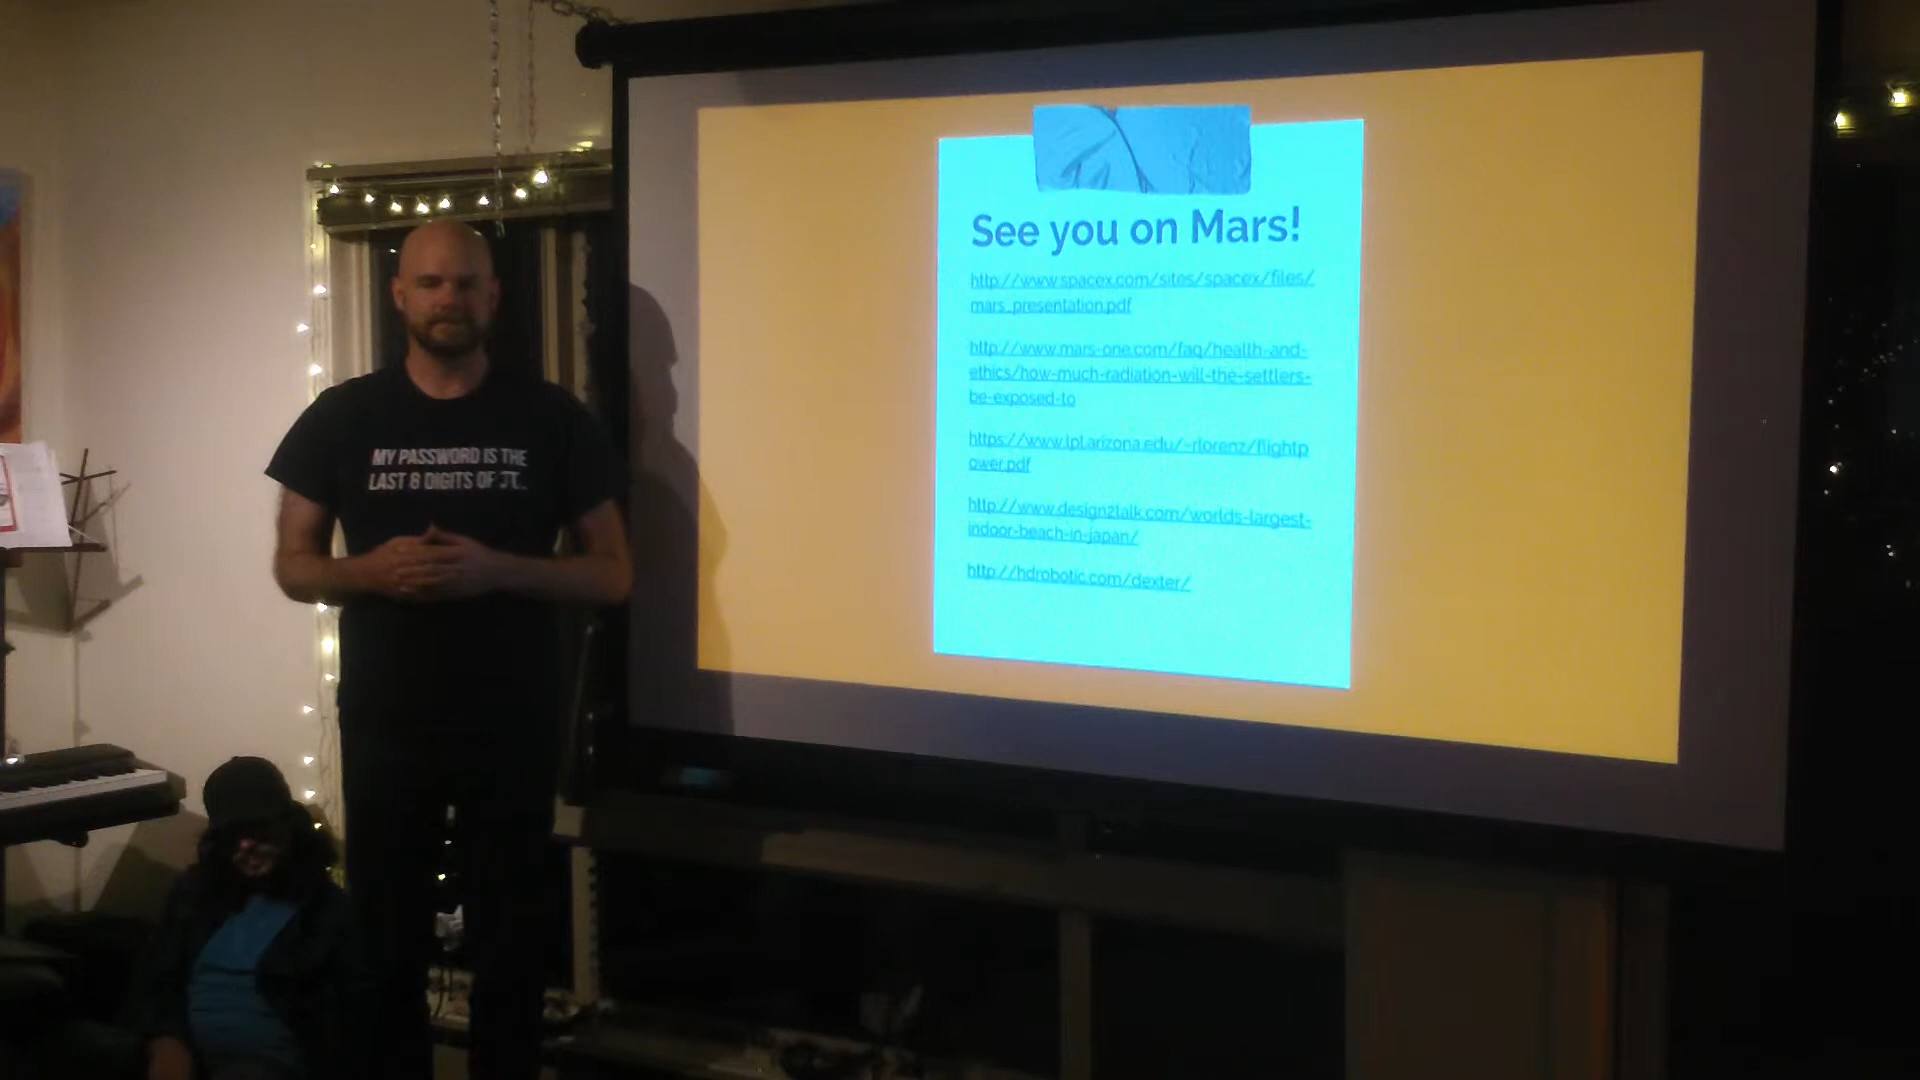 MY PASSWORD IS THE
LAST 8 DIGITS OF π.
See you on Mars!
http://www.spacex.com/sites/spacex/files/
mars_presentation.pdf
http://www.mars-one.com/faq/health-and-
ethics/how-much-radiation-will-the-settlers-
be-exposed-to
https://www.lpl.arizona.edu/~rlorenz/flightp
ower.pdf
http://www.design2talk.com/worlds-largest-
indoor-beach-in-japan/
http://hdrobotic.com/dexter/